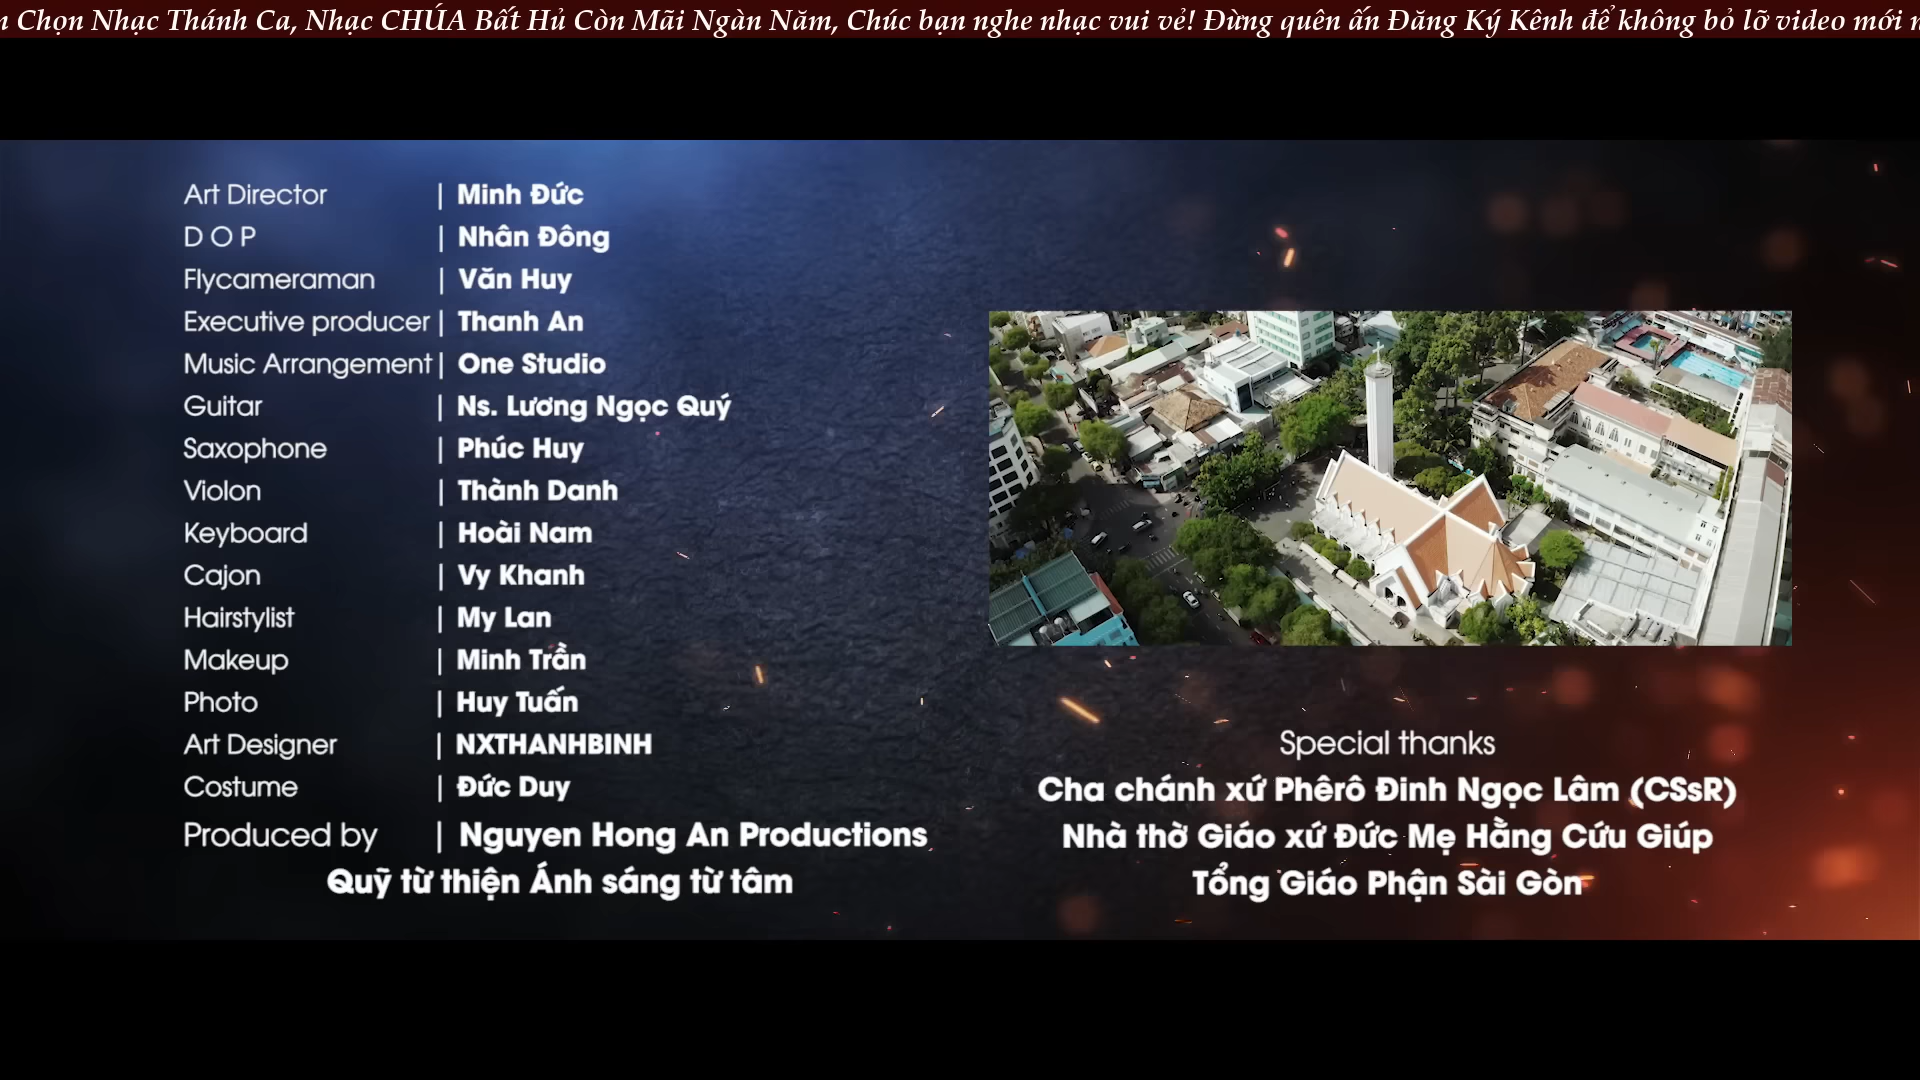 Chọn Nhạc Thánh Ca, Nhạc CHÚA Bất Hủ Còn Mãi Ngàn Năm, Chúc bạn nghe nhạc vui vẻ! Đừng quên ấn Đăng Ký Kênh để không bỏ lỡ video mới
Art Director | Minh Đức
D O P | Nhân Đông
Flycameraman | Văn Huy
Executive producer | Thanh An
Music Arrangement | One Studio
Guitar | Ns. Lương Ngọc Quý
Saxophone | Phúc Huy
Violon | Thành Danh
Keyboard | Hoài Nam
Cajon | Vy Khanh
Hairstylist | My Lan
Makeup | Minh Trần
Photo | Huy Tuấn
Art Designer | NXTHANHBINH
Costume | Đức Duy
Produced by | Nguyen Hong An Productions
Quỹ từ thiện Ánh sáng từ tâm
Special thanks
Cha chánh xứ Phêrô Đinh Ngọc Lâm (CSsR)
Nhà thờ Giáo xứ Đức Mẹ Hằng Cứu Giúp
Tổng Giáo Phận Sài Gòn